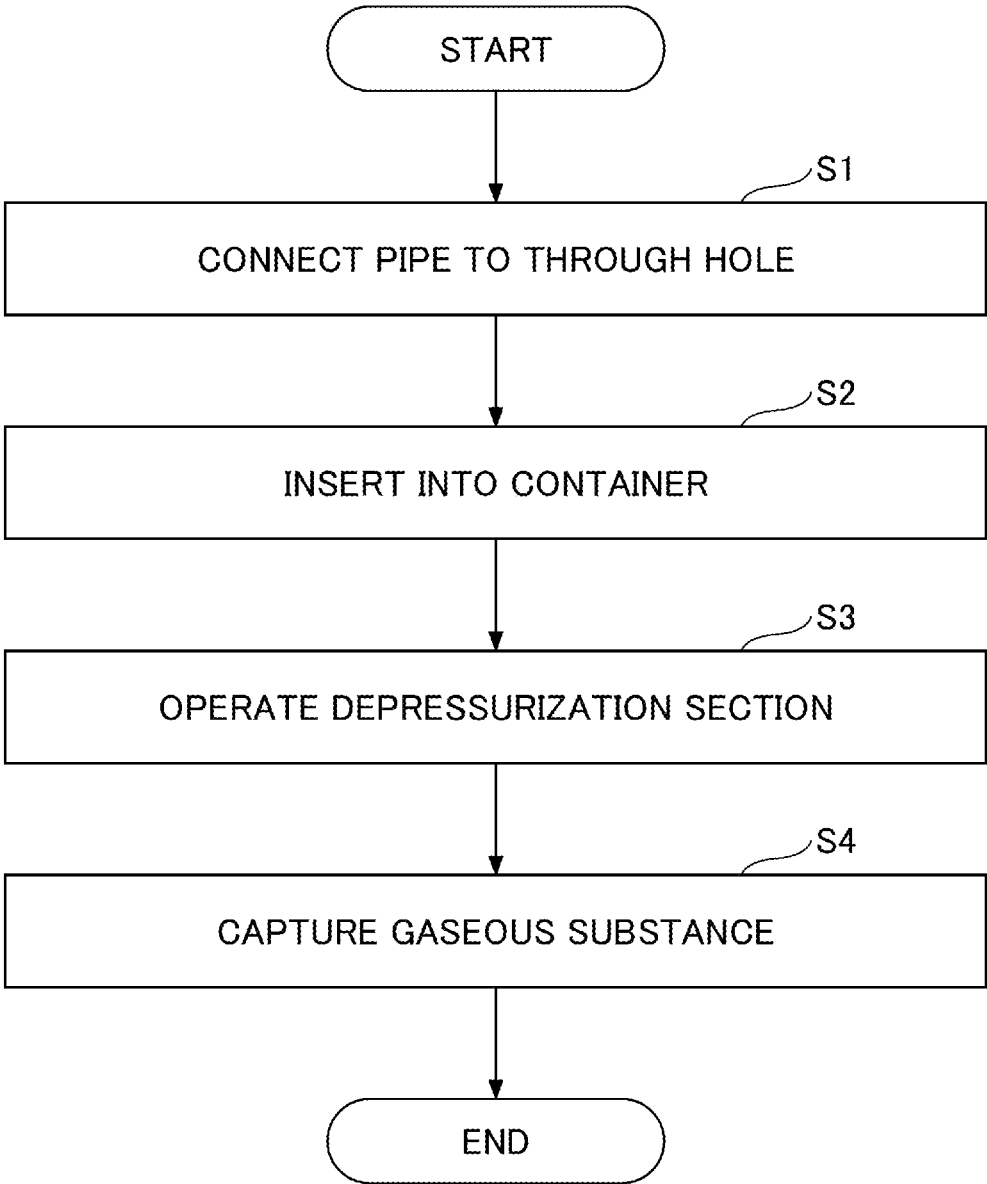 START
S1
CONNECT PIPE TO THROUGH HOLE
S2
INSERT INTO CONTAINER
S3
OPERATE DEPRESSURIZATION SECTION
S4
CAPTURE GASEOUS SUBSTANCE
END